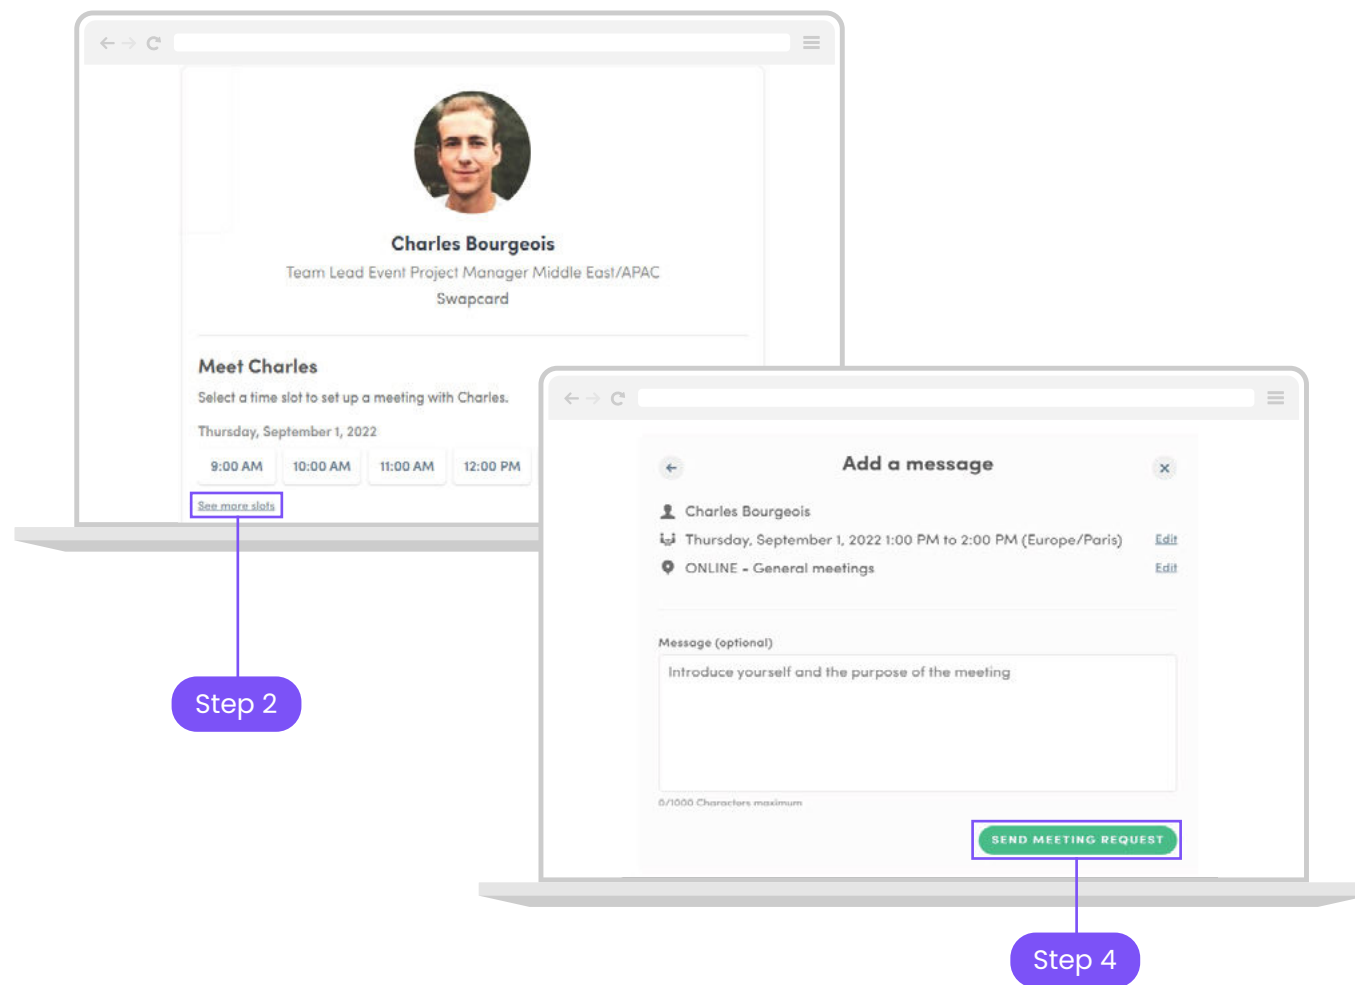 Charles Bourgeois
Team Lead Event Project Manager Middle East/APAC
Swapcard
Meet Charles
Select a time slot to set up a meeting with Charles.
Thursday, September 1, 2022
9:00 AM 10:00 AM 11:00 AM 12:00 PM
See more slots
Step 2
Add a message
Charles Bourgeois
Thursday, September 1, 2022 1:00 PM to 2:00 PM (Europe/Paris) Edit
ONLINE - General meetings Edit
Message (optional)
Introduce yourself and the purpose of the meeting
0/1000 Characters maximum
SEND MEETING REQUEST
Step 4